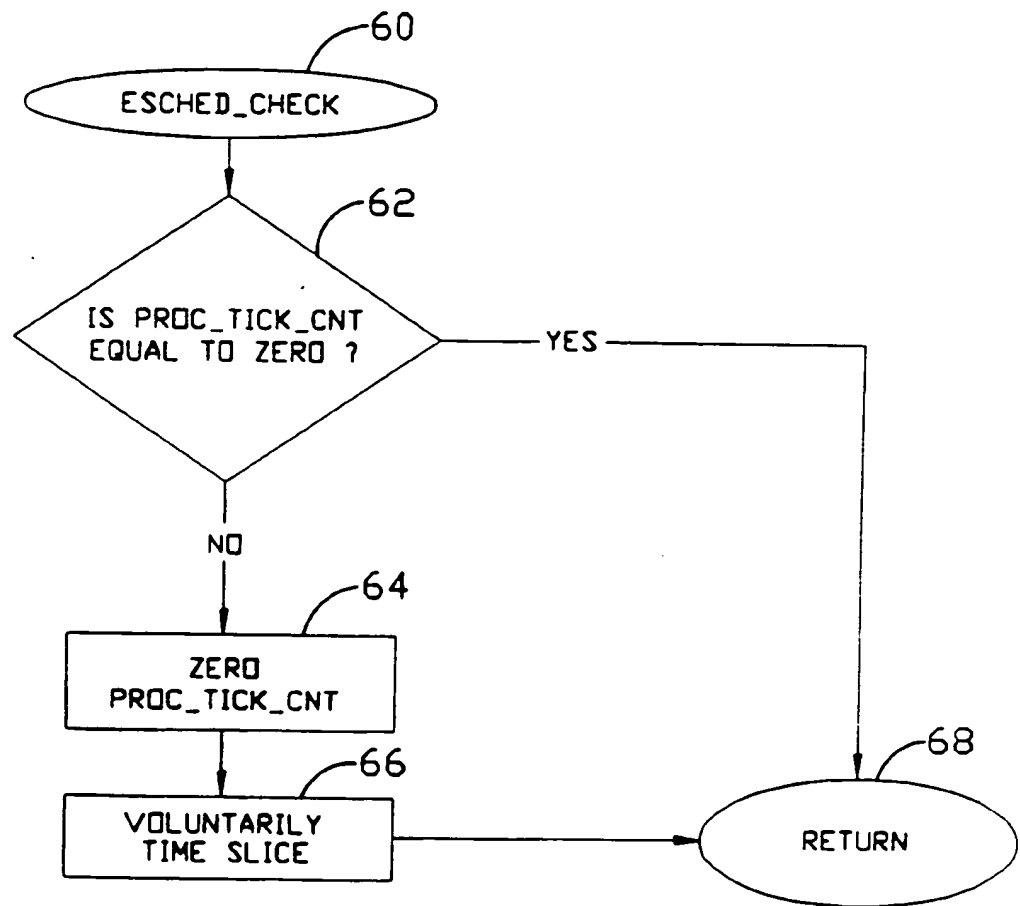 60
ESCHED_CHECK
62
IS PROC_TICK_CNT
EQUAL TO ZERO ?
YES
NO
64
ZERO
PROC_TICK_CNT
66
VOLUNTARILY
TIME SLICE
68
RETURN